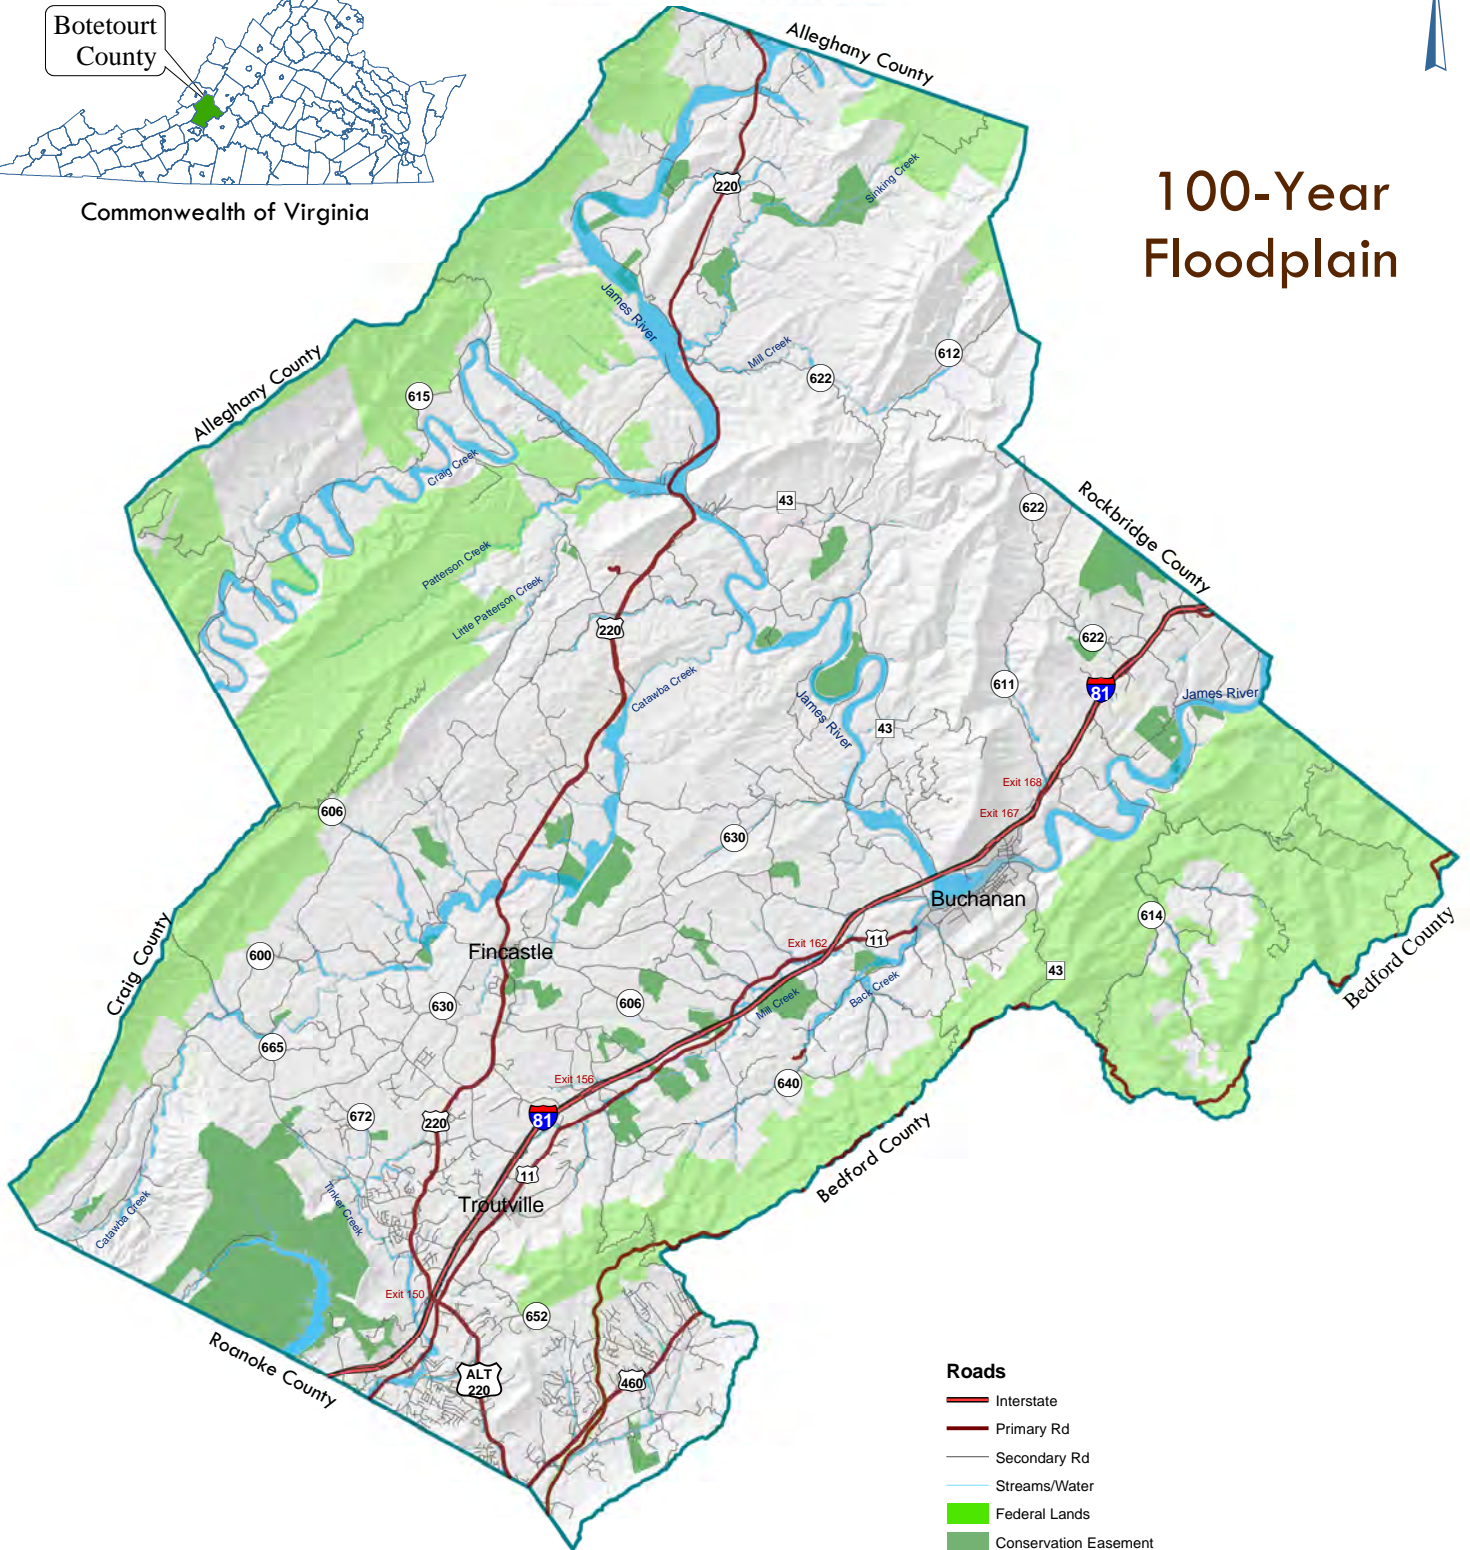 Botetourt
County
Commonwealth of Virginia
100-Year
Floodplain
Alleghany County
220
Sinking Creek
James River
Mill Creek
612
622
Alleghany County
615
Craig Creek
43
622
Rockbridge County
Patterson Creek
Little Patterson Creek
220
622
Catawba Creek
611
81
James River
James River
43
Exit 168
Exit 167
606
630
Buchanan
614
Craig County
Fincastle
Exit 162
11
600
43
Bedford County
Back Creek
630
606
Mill Creek
665
Exit 156
640
672
220
81
Bedford County
11
Troutville
Tinker Creek
Catawba Creek
Exit 150
652
Roanoke County
ALT
220
460
Roads
Interstate
Primary Rd
Secondary Rd
Streams/Water
Federal Lands
Conservation Easement